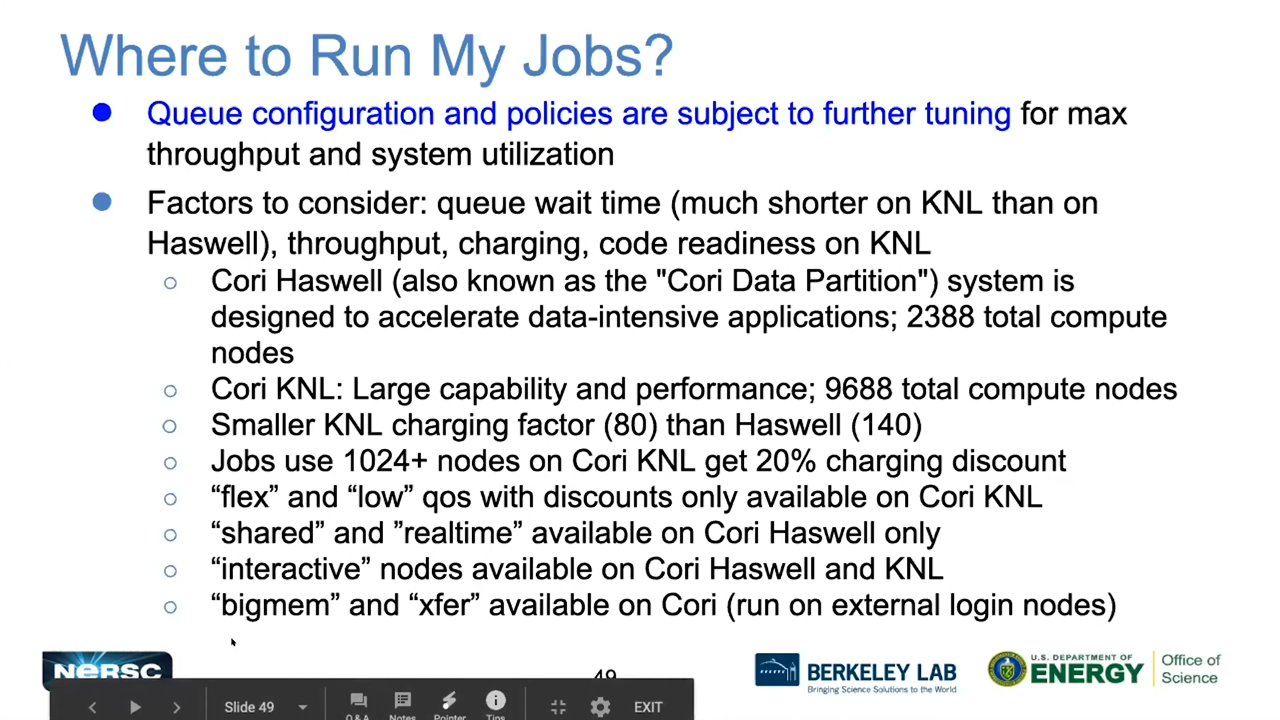 Where to Run My Jobs?
Queue configuration and policies are subject to further tuning for max
throughput and system utilization
Factors to consider: queue wait time (much shorter on KNL than on
Haswell), throughput, charging, code readiness on KNL
Cori Haswell (also known as the "Cori Data Partition") system is
designed to accelerate data-intensive applications; 2388 total compute
nodes
Cori KNL: Large capability and performance; 9688 total compute nodes
Smaller KNL charging factor (80) than Haswell (140)
Jobs use 1024+ nodes on Cori KNL get 20% charging discount
“flex” and “low” qos with discounts only available on Cori KNL
“shared” and ”realtime” available on Cori Haswell only
“interactive” nodes available on Cori Haswell and KNL
“bigmem” and “xfer” available on Cori (run on external login nodes)
NERSC
49
BERKELEY LAB
Bringing Science Solutions to the World
U.S. DEPARTMENT OF
ENERGY
Office of
Science
Slide 49
Q & A
Notes
Pointer
Tips
EXIT